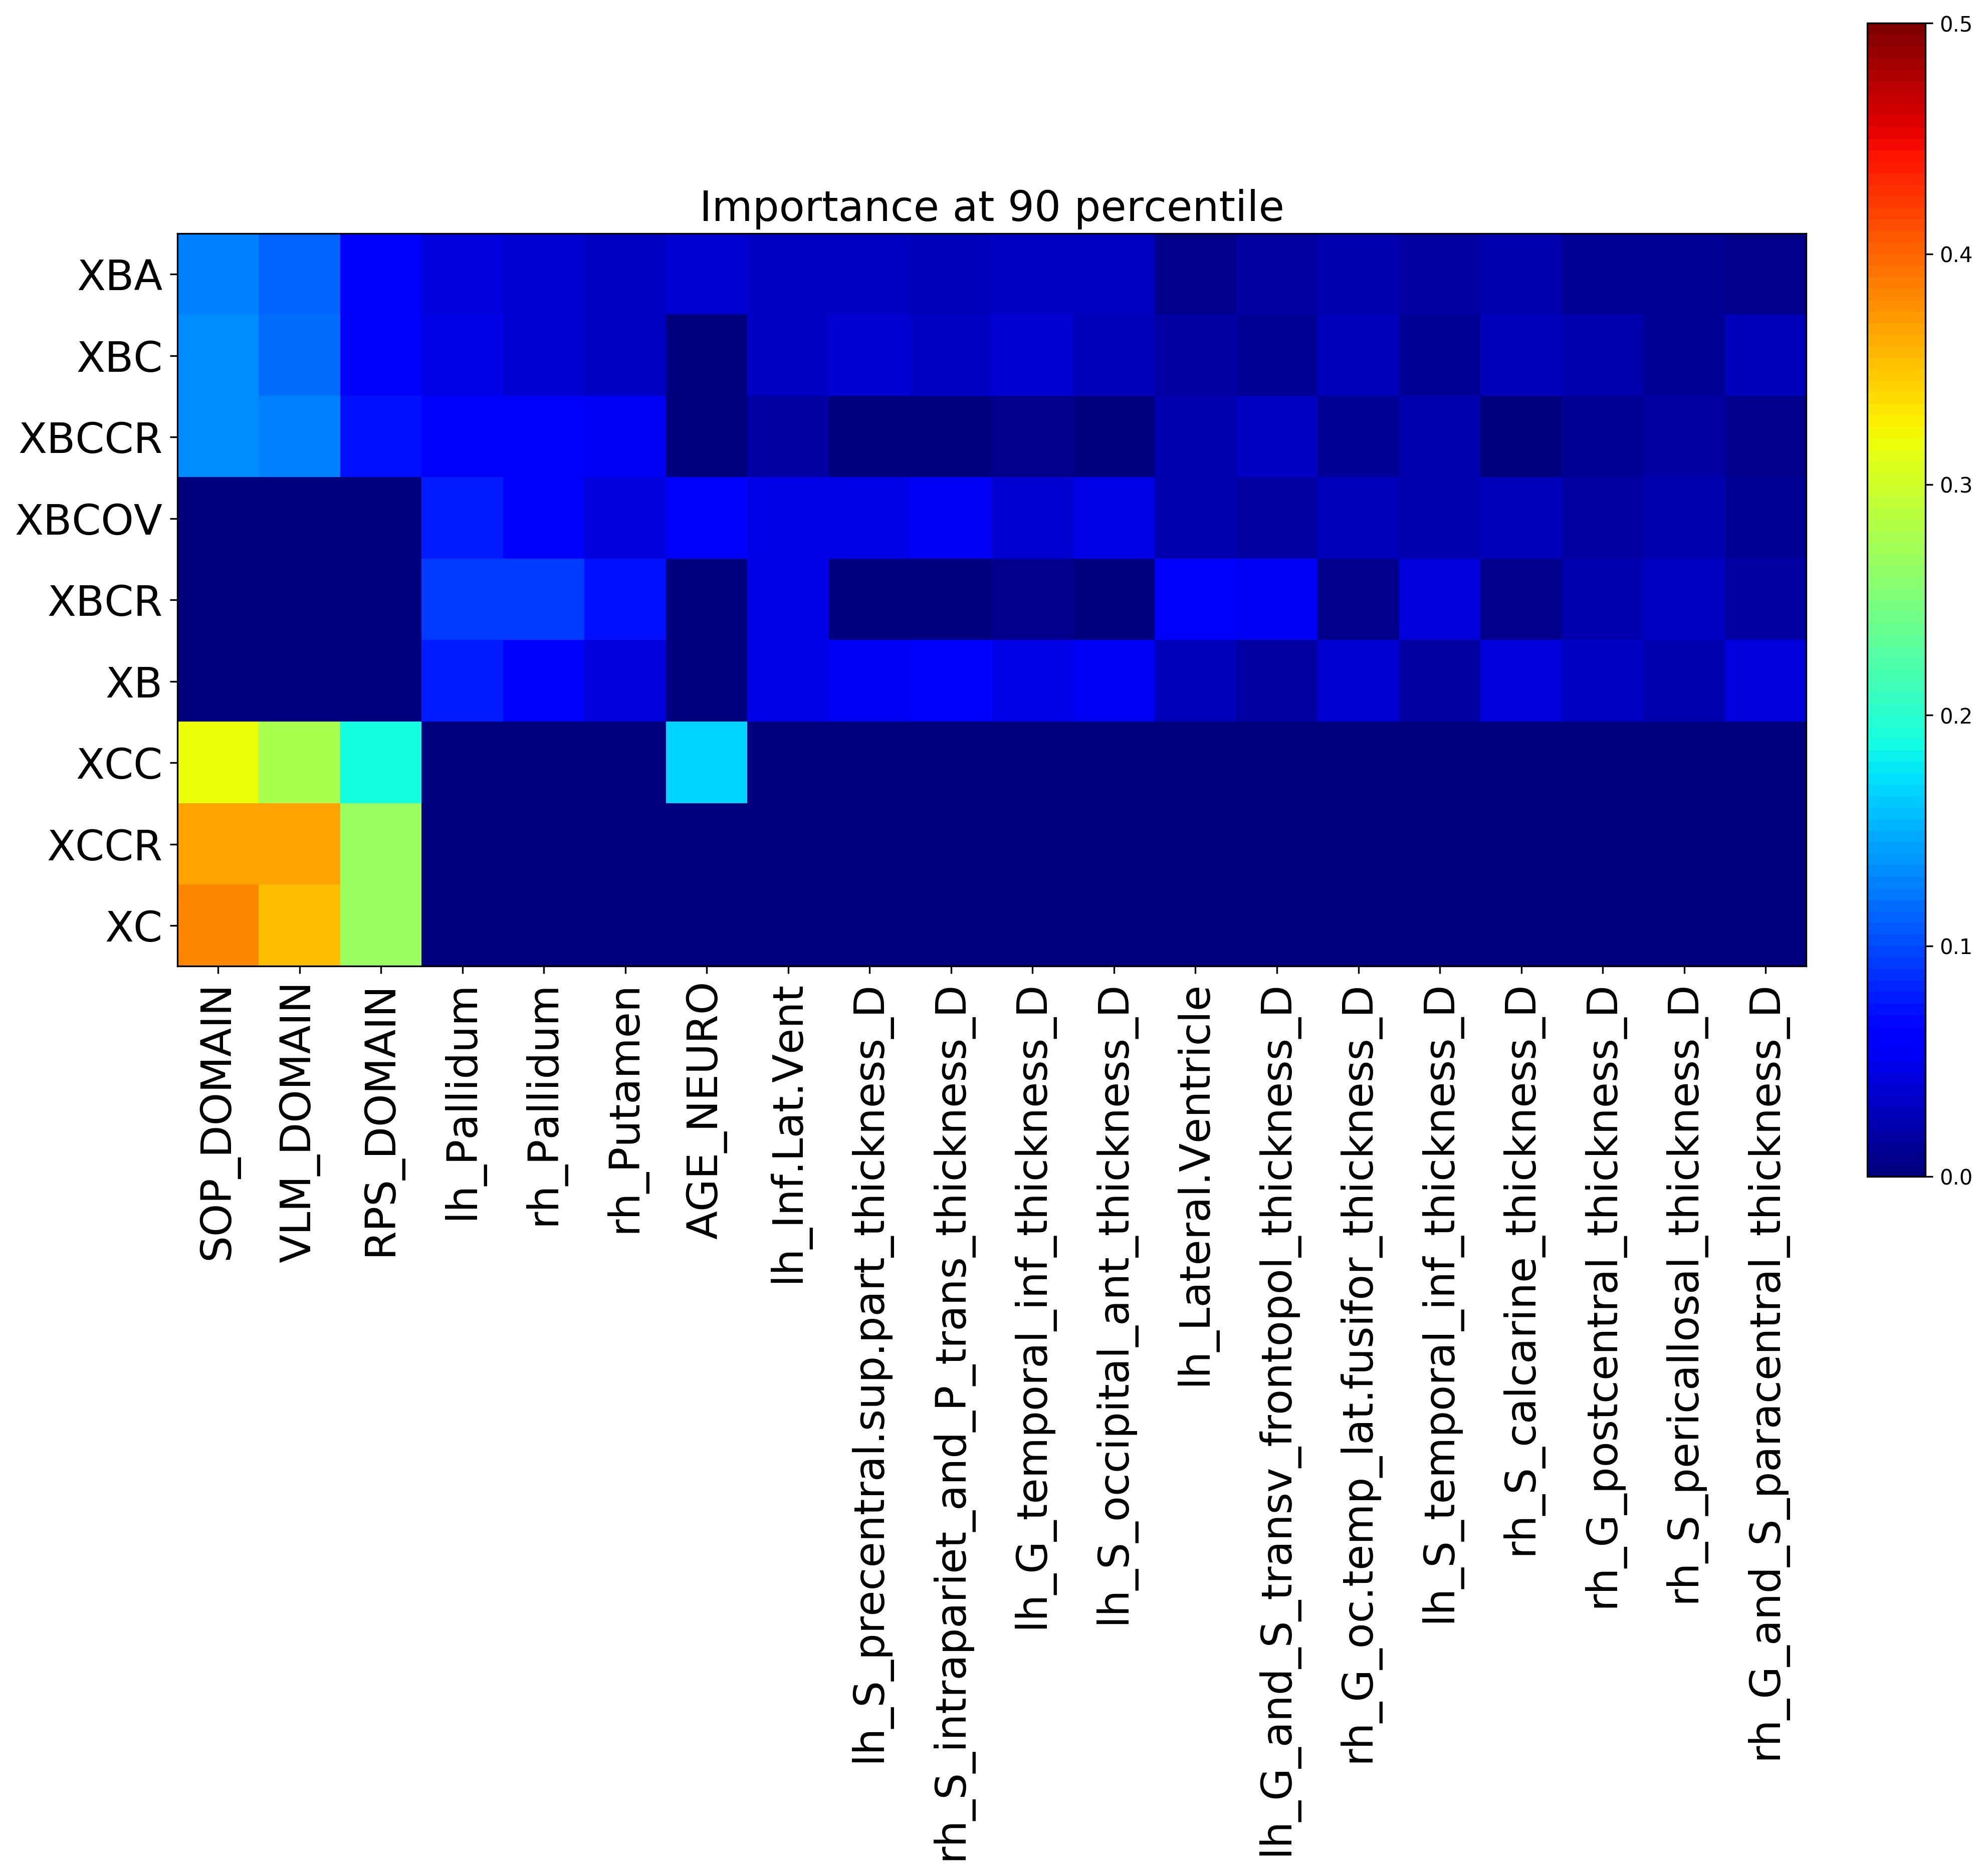 Importance at 90 percentile
XBA
XBC
XBCCR
XBCOV
XBCR
XB
XCC
XCCR
XC
SOP_DOMAIN
VLM_DOMAIN
RPS_DOMAIN
lh_Pallidum
rh_Pallidum
rh_Putamen
AGE_NEURO
lh_Inf.Lat.Vent
lh_S_precentral.sup.part_thickness_D
rh_S_intrapariet_and_P_trans_thickness_D
lh_G_temporal_inf_thickness_D
lh_S_occipital_ant_thickness_D
lh_Lateral.Ventricle
lh_G_and_S_transv_frontopol_thickness_D
rh_G_oc.temp_lat.fusifor_thickness_D
lh_S_temporal_inf_thickness_D
rh_S_calcarine_thickness_D
rh_G_postcentral_thickness_D
rh_S_pericallosal_thickness_D
rh_G_and_S_paracentral_thickness_D
0.5
0.4
0.3
0.2
0.1
0.0